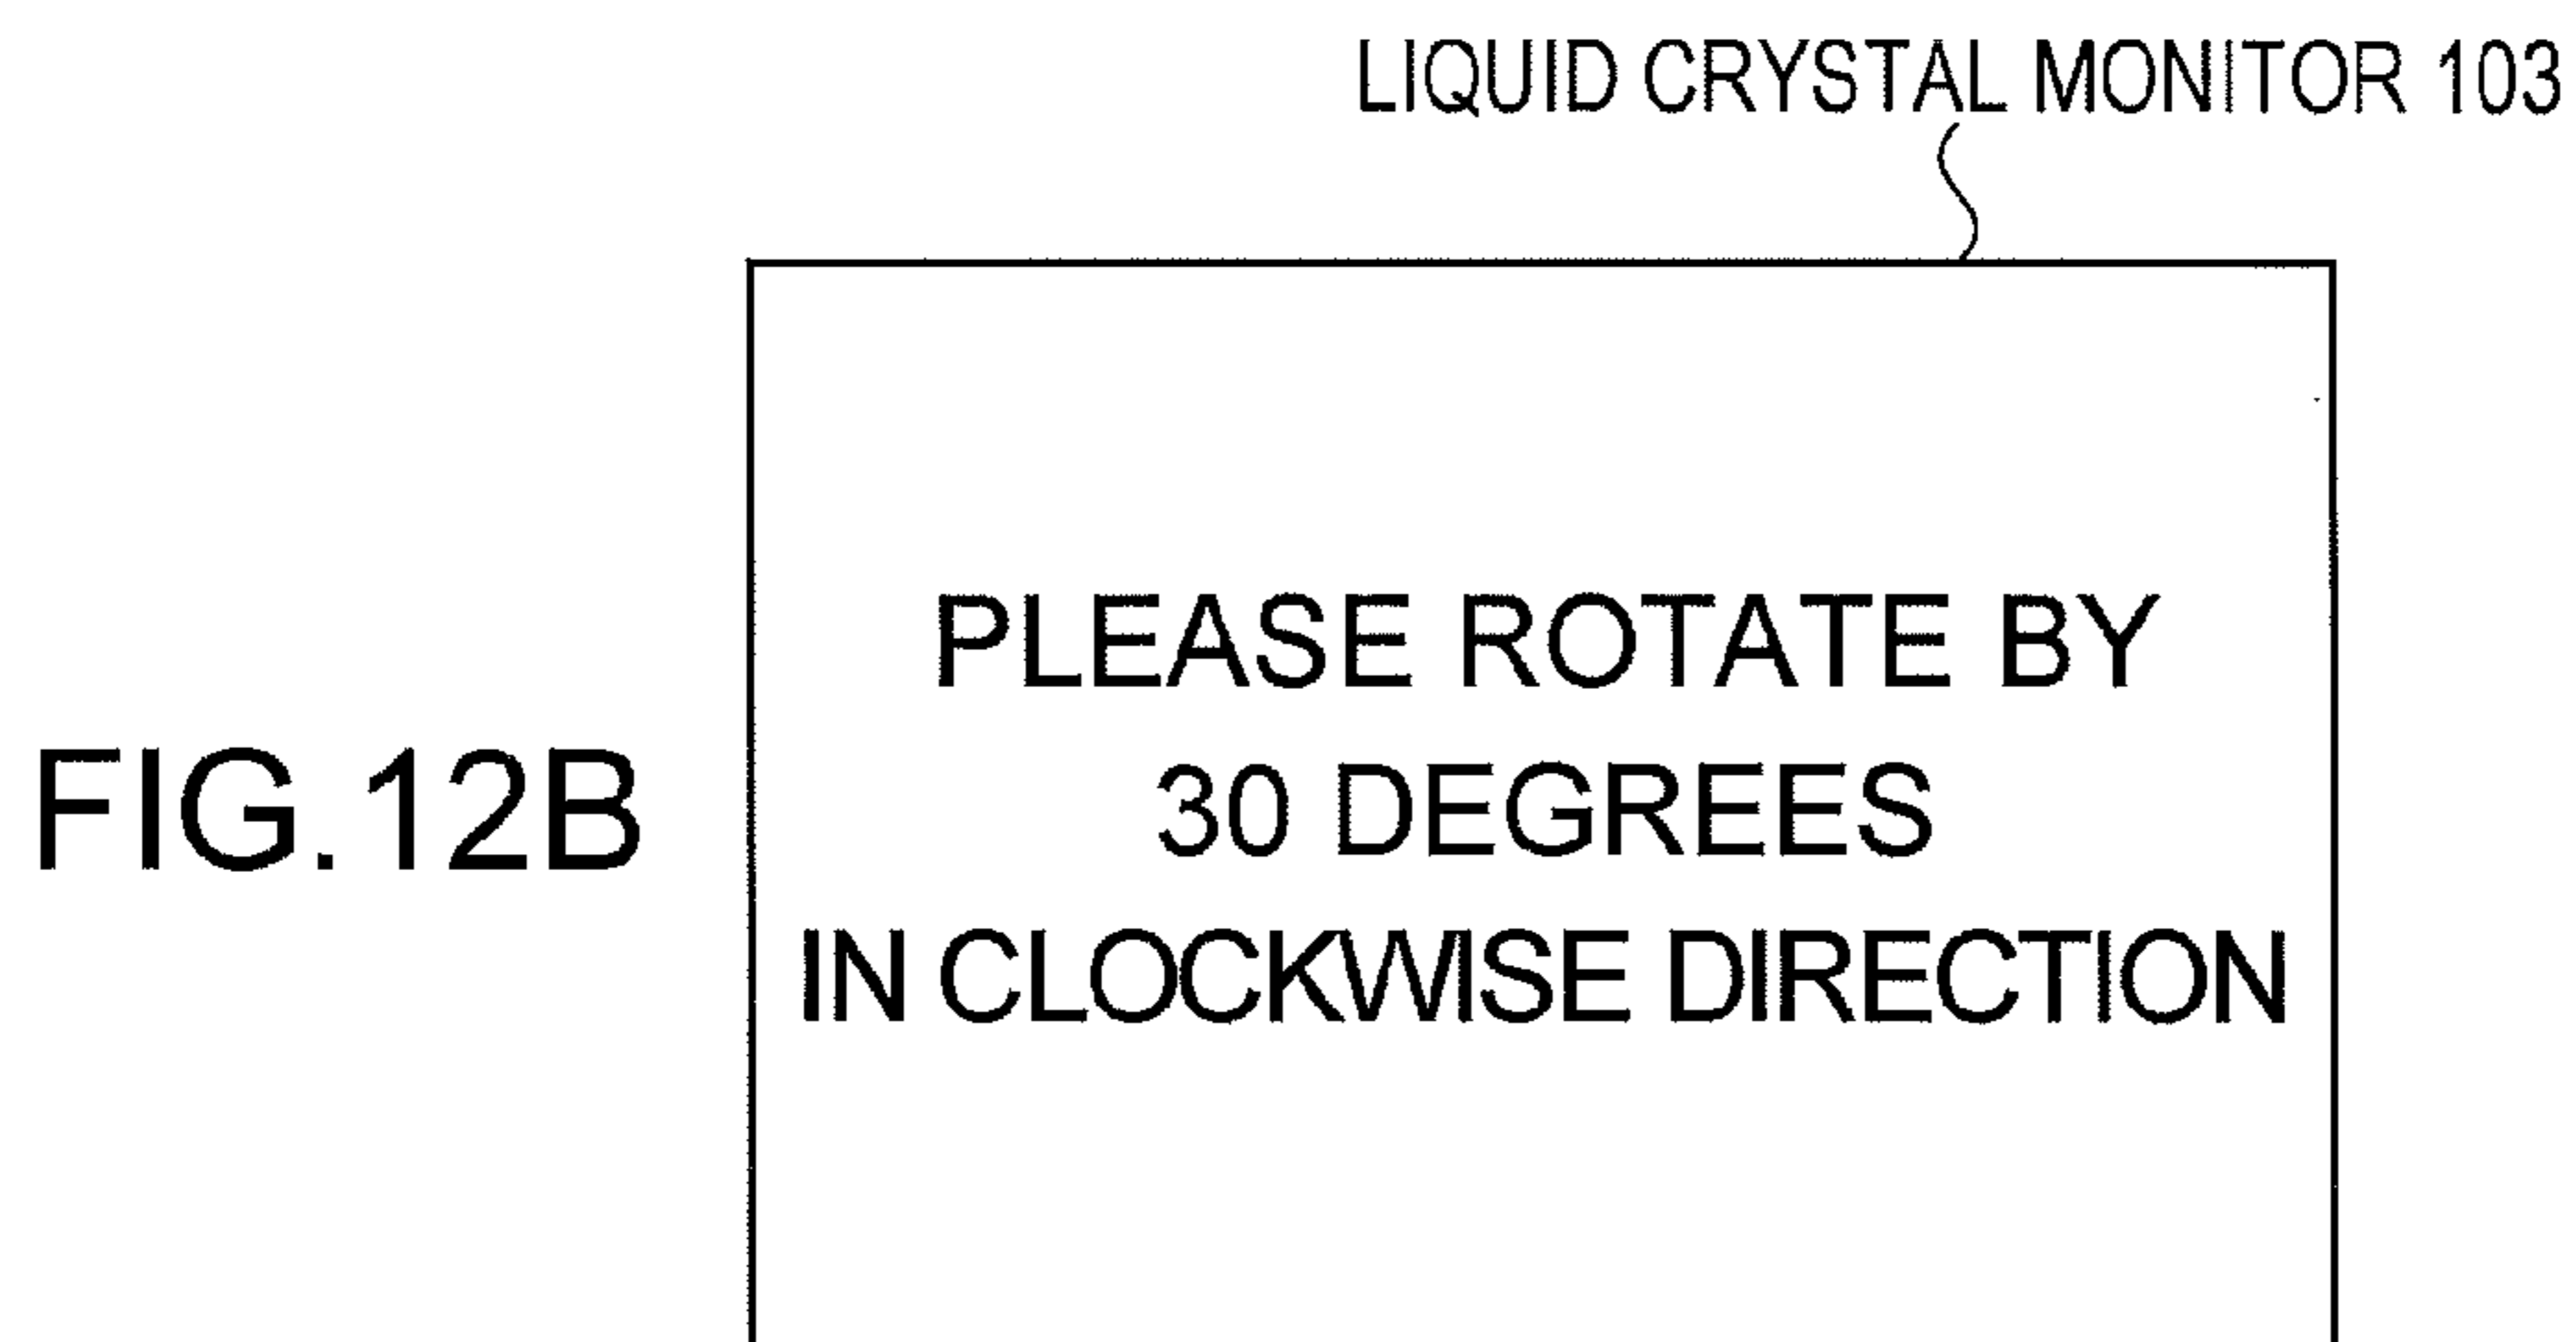 LIQUID CRYSTAL MONITOR 103
PLEASE ROTATE BY
30 DEGREES
IN CLOCKWISE DIRECTION
FIG.12B